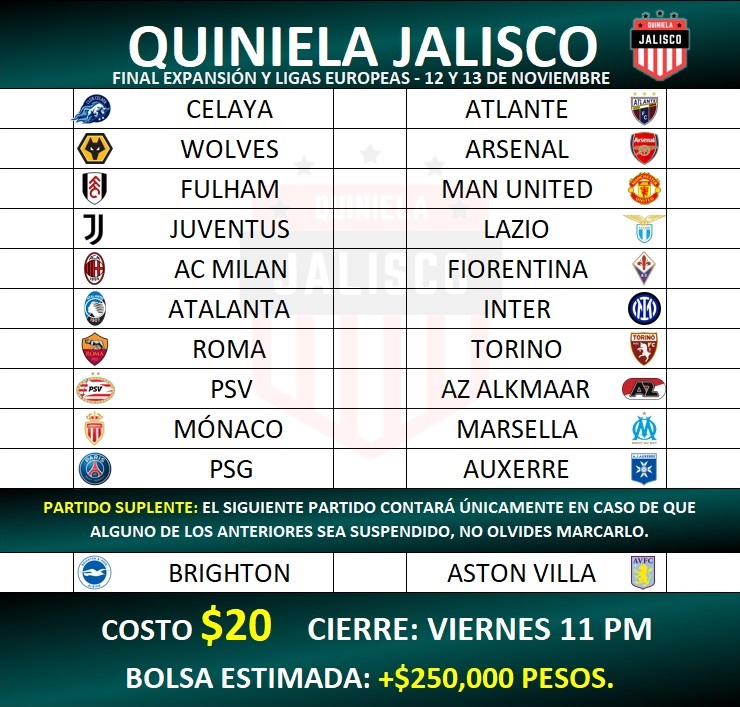 QUINIELA JALISCO
QUINIELA
JALISCO
FINAL EXPANSIÓN Y LIGAS EUROPEAS - 12 Y 13 DE NOVIEMBRE
CELAYA ATLANTE
WOLVES ARSENAL
FULHAM MAN UNITED
JUVENTUS LAZIO
AC MILAN FIORENTINA
ATALANTA INTER
ROMA TORINO
PSV AZ ALKMAAR
MÓNACO MARSELLA
PSG AUXERRE
QUINIELA
JALISCO
PARTIDO SUPLENTE: EL SIGUIENTE PARTIDO CONTARÁ ÚNICAMENTE EN CASO DE QUE
ALGUNO DE LOS ANTERIORES SEA SUSPENDIDO, NO OLVIDES MARCARLO.
BRIGHTON ASTON VILLA
COSTO $20 CIERRE: VIERNES 11 PM
BOLSA ESTIMADA: +$250,000 PESOS.